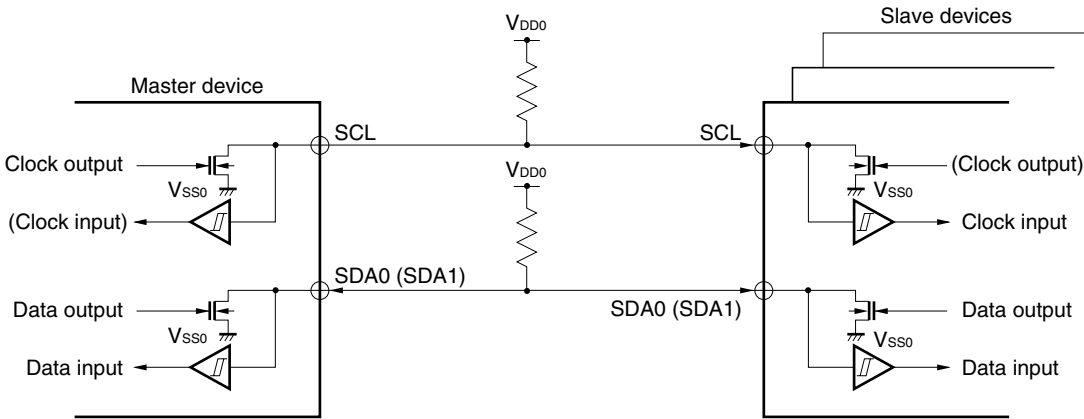 Slave devices
VDD0
Master device
SCL
SCL
Clock output
(Clock output)
VSS0
VSS0
VDD0
(Clock input)
Clock input
SDA0 (SDA1)
SDA0 (SDA1)
Data output
Data output
VSS0
VSS0
Data input
Data input